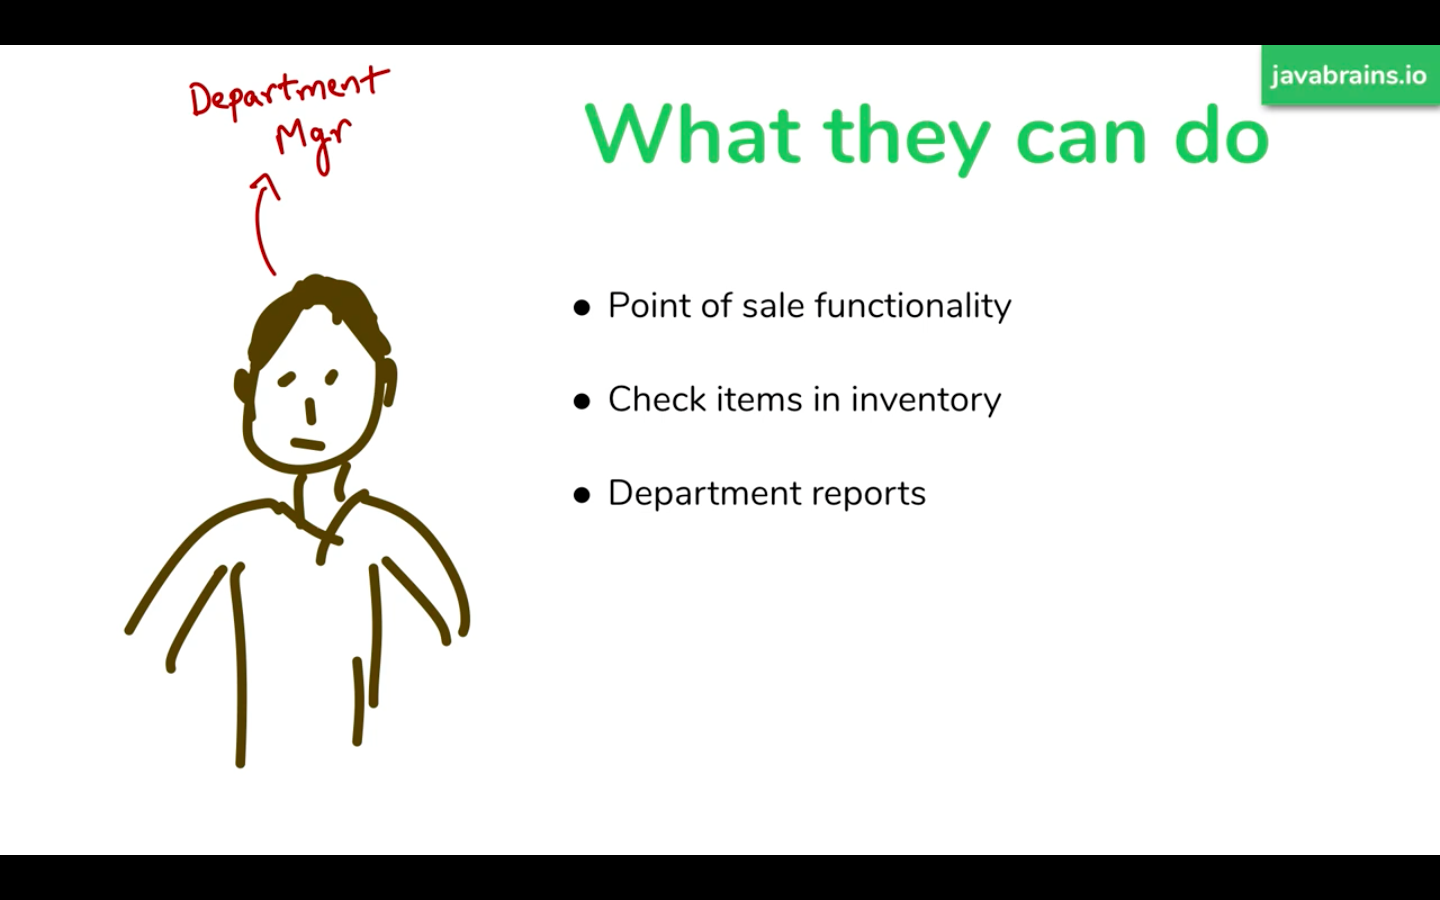 Department
Mgr
javabrains.io
What they can do
● Point of sale functionality
● Check items in inventory
● Department reports